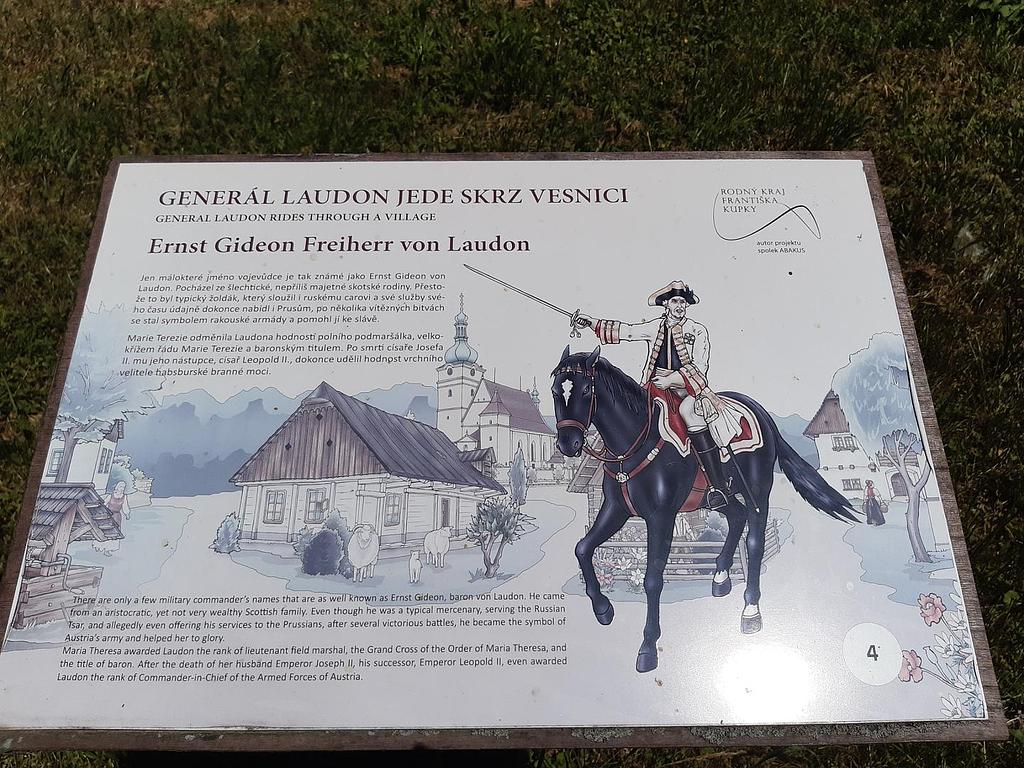 GENERÁL LAUDON JEDE SKRZ VESNICI
GENERAL LAUDON RIDES THROUGH A VILLAGE
Ernst Gideon Freiherr von Laudon
RODNÝ KRAJ
FRANTIŠKA
KUPKY
autor projektu
spolek ABAKUS
Jen málokteré jméno vojevůdce je tak známé jako Ernst Gideon von
Laudon. Pocházel ze šlechtické, nepříliš majetné skotské rodiny. Přesto-
že to byl typický žoldák, který sloužil i ruskému carovi a své služby své-
ho času údajně dokonce nabídl i Prusům, po několika vítězných bitvách
se stal symbolem rakouské armády a pomohl jí ke slávě.
Marie Terezie odměnila Laudona hodností polního podmaršálka, velko-
křížem řádu Marie Terezie a baronským titulem. Po smrti císaře Josefa
II. mu jeho nástupce, císař Leopold II., dokonce udělil hodnost vrchního
velitele habsburské branné moci.
There are only a few military commander's names that are as well known as Ernst Gideon, baron von Laudon. He came
from an aristocratic, yet not very wealthy Scottish family. Even though he was a typical mercenary, serving the Russian
Tsar, and allegedly even offering his services to the Prussians, after several victorious battles, he became the symbol of
Austria's army and helped her to glory.
Maria Theresa awarded Laudon the rank of lieutenant field marshal, the Grand Cross of the Order of Maria Theresa, and
the title of baron. After the death of her husband Emperor Joseph II, his successor, Emperor Leopold II, even awarded
Laudon the rank of Commander-in-Chief of the Armed Forces of Austria.
4